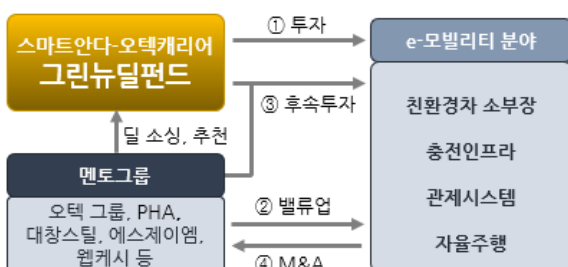 스마트안다-오텍캐리어
그린뉴딜펀드
① 투자
e-모빌리티 분야
③ 후속투자
친환경차 소부장
충전인프라
관제시스템
자율주행
딜 소싱, 추천
멘토그룹
오텍 그룹, PHA,
대창스틸, 에스제이엠,
웹케시 등
② 밸류업
④ M&A